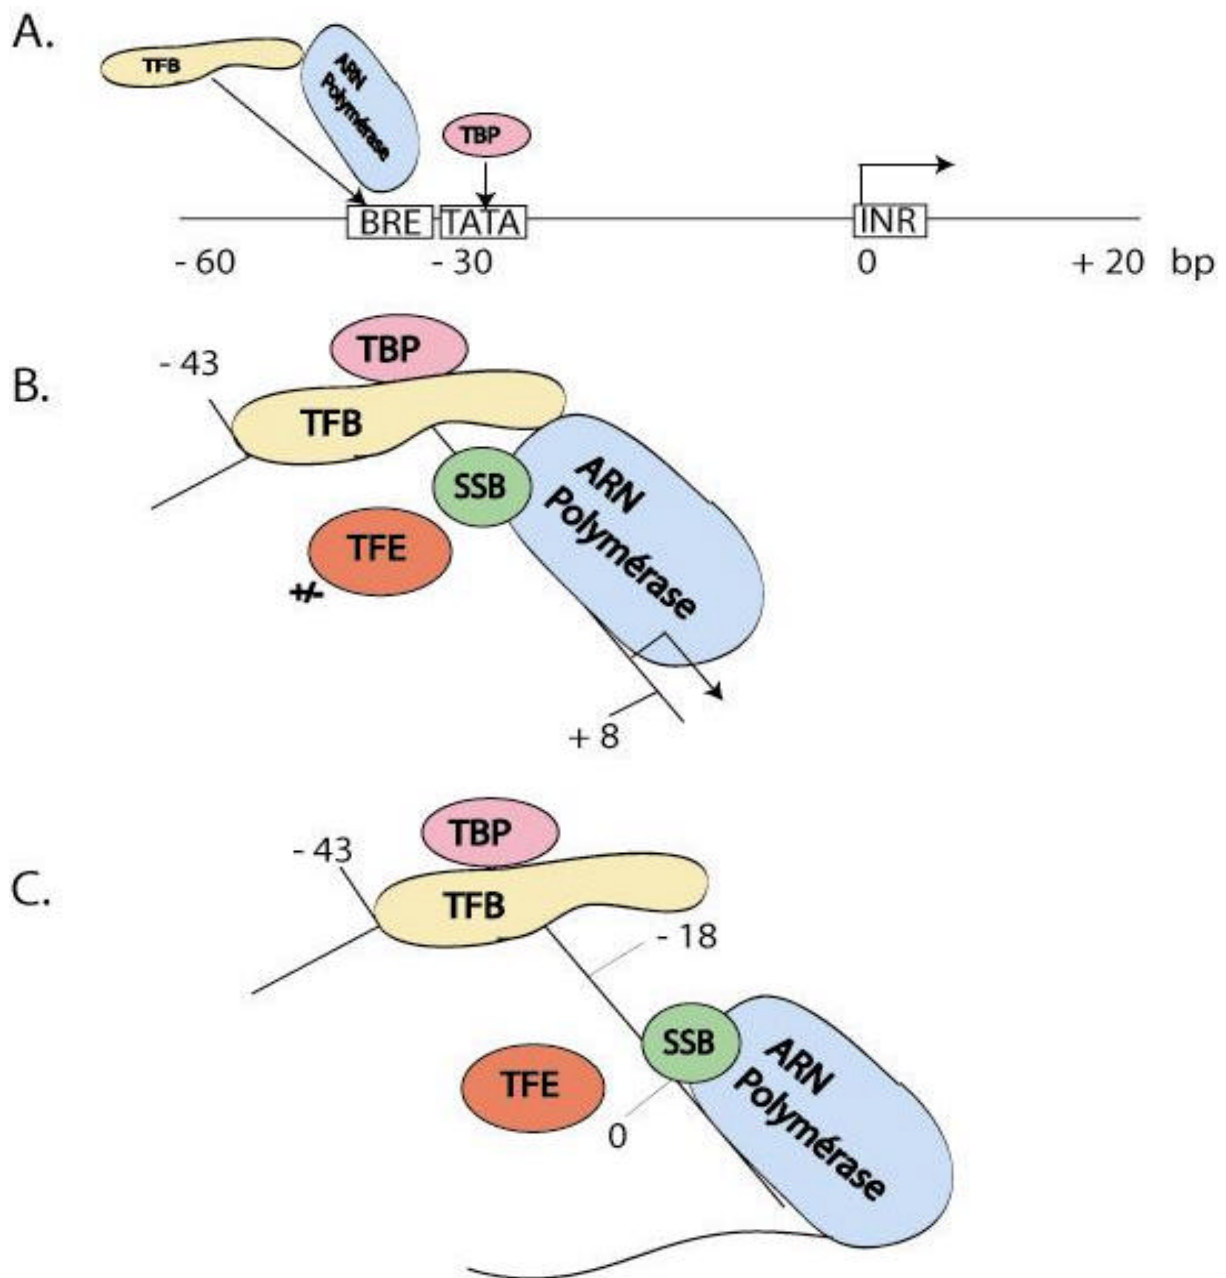 A.
TFB
ARN
Polymérase
TBP
BRE TATA INR
- 60 - 30 0 + 20 bp
B.
- 43
TBP
TFB
SSB
ARN
Polymérase
TFE
+/-
+ 8
C.
- 43
TBP
TFB
- 18
SSB
ARN
Polymérase
TFE
0